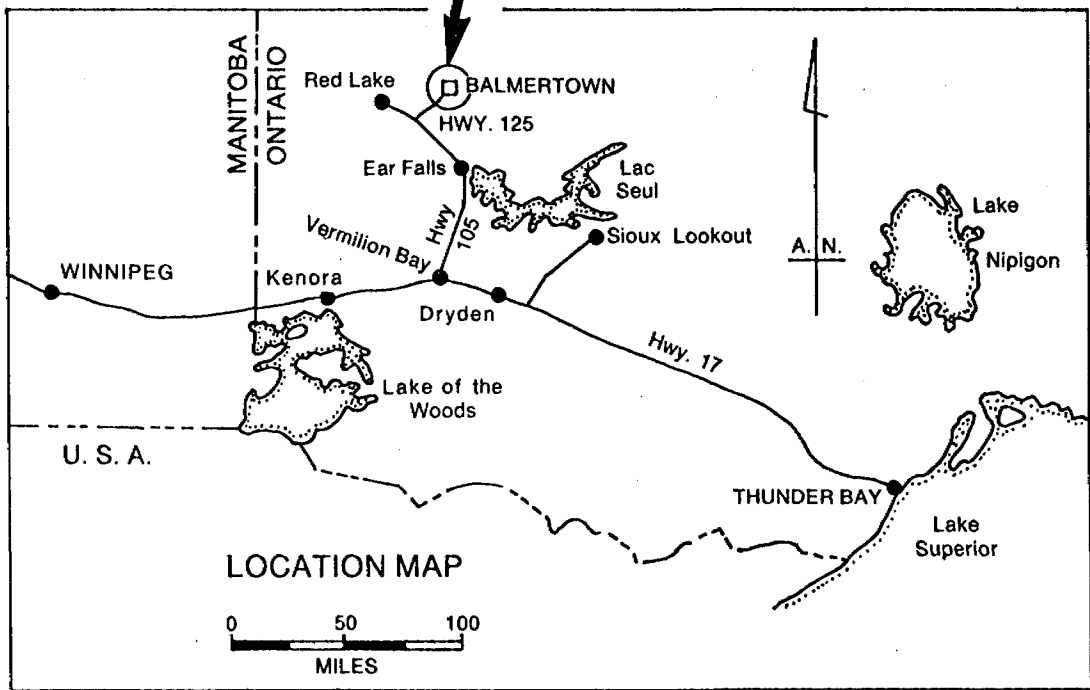 MANITOBA
ONTARIO
Red Lake
BALMERTOWN
HWY. 125
Ear Falls
Lac
Seul
Hwy
105
Vermilion Bay
Sioux Lookout
Lake
Nipigon
A. N.
WINNIPEG
Kenora
Dryden
Hwy. 17
Lake of the
Woods
U. S. A.
THUNDER BAY
Lake
Superior
LOCATION MAP
0 50 100
MILES